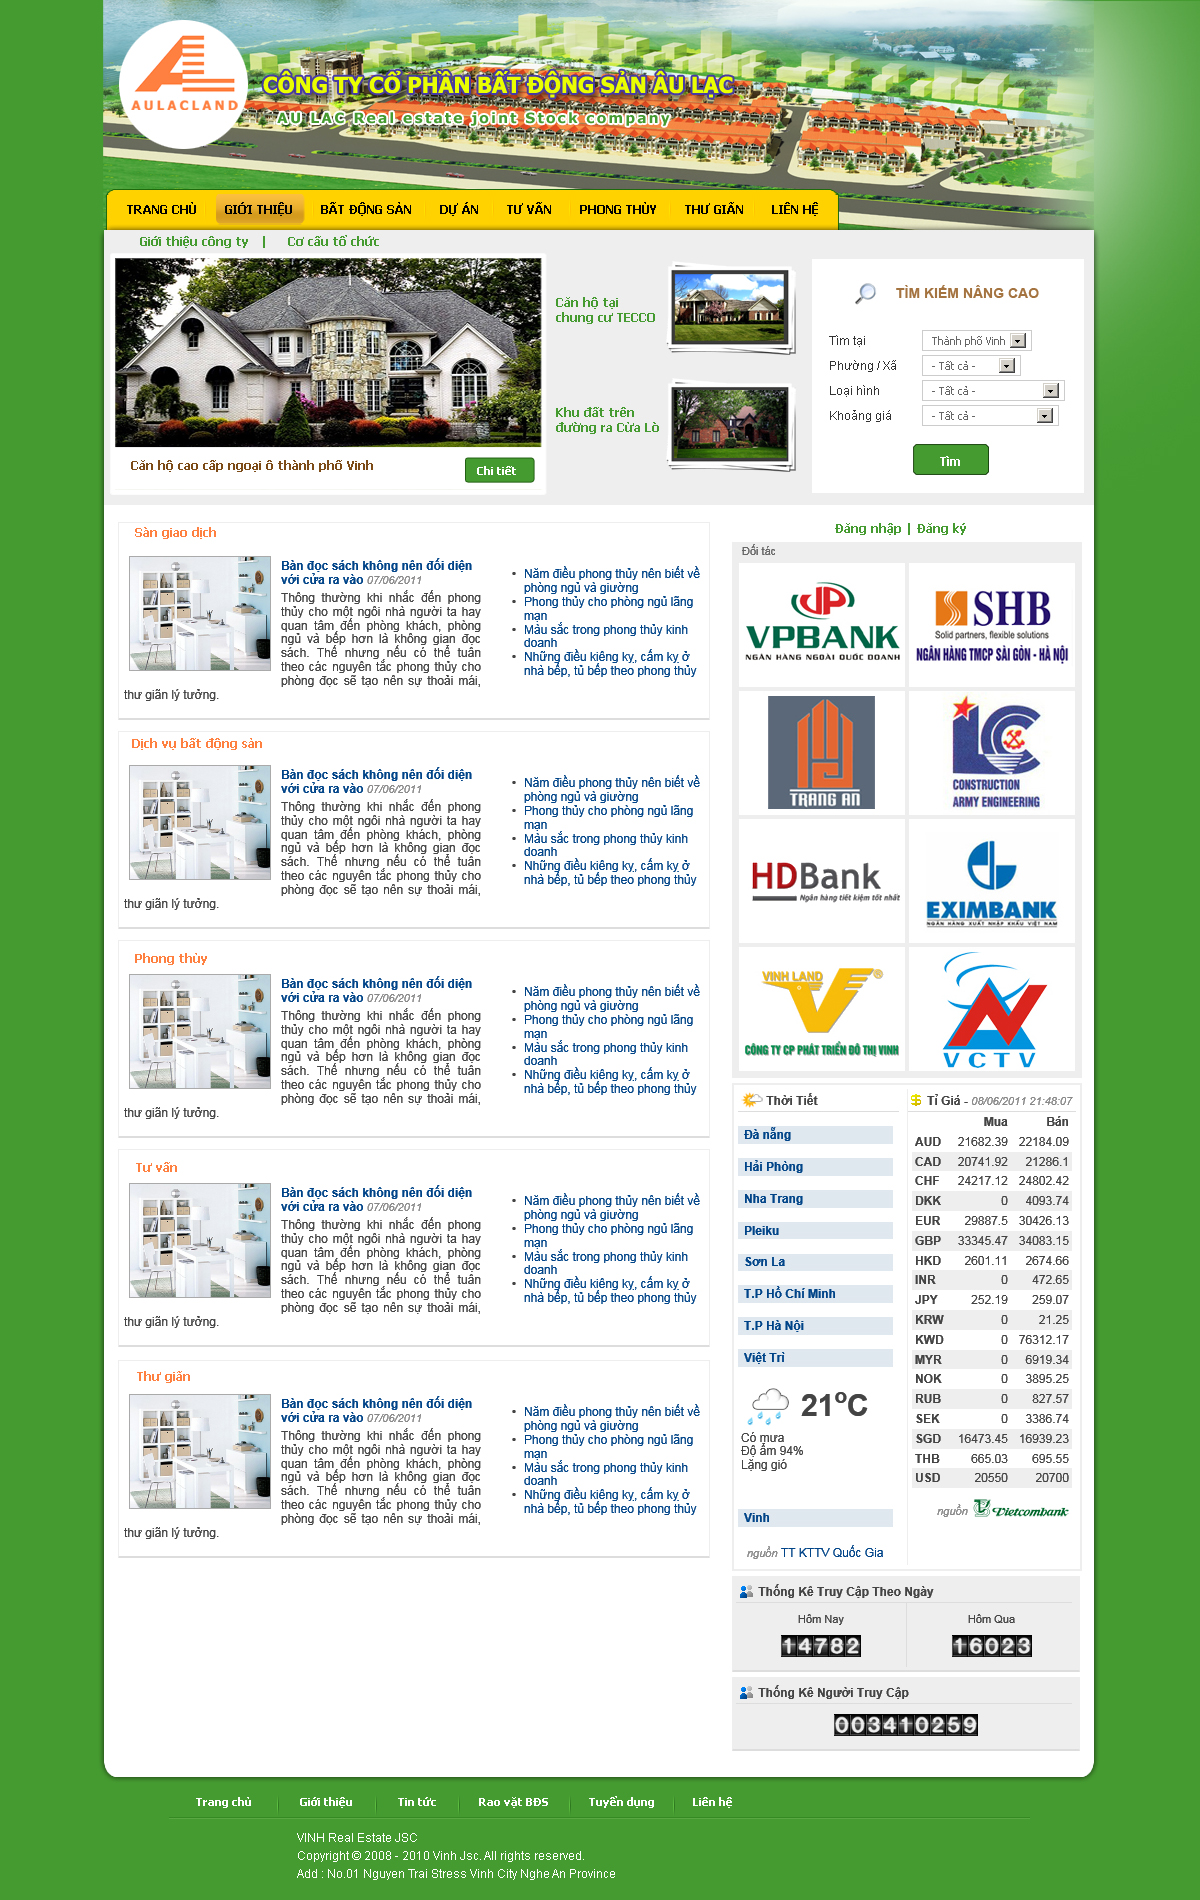 AULACLAND
CÔNG TY CỔ PHẦN BẤT ĐỘNG SẢN ÂU LẠC
AU LAC Real estate joint Stock company
TRANG CHỦ GIỚI THIỆU BẤT ĐỘNG SẢN DỰ ÁN TƯ VẤN PHONG THỦY THƯ GIÃN LIÊN HỆ
Giới thiệu công ty | Cơ cấu tổ chức
Căn hộ tại
chung cư TECCO
Khu đất trên
đường ra Cửa Lò
Căn hộ cao cấp ngoại ô thành phố Vinh
Chi tiết
TÌM KIẾM NÂNG CAO
Tìm tại Thành phố Vinh
Phường / Xã - Tất cả -
Loại hình - Tất cả -
Khoảng giá - Tất cả -
Tìm
Sàn giao dịch
Bàn đọc sách không nên đối diện
với cửa ra vào 07/06/2011
Thông thường khi nhắc đến phong
thủy cho một ngôi nhà người ta hay
quan tâm đến phòng khách, phòng
ngủ và bếp hơn là không gian đọc
sách. Thế nhưng nếu có thể tuân
theo các nguyên tắc phong thủy cho
phòng đọc sẽ tạo nên sự thoải mái,
thư giãn lý tưởng.
• Năm điều phong thủy nên biết về
phòng ngủ và giường
• Phong thủy cho phòng ngủ lãng
mạn
• Màu sắc trong phong thủy kinh
doanh
• Những điều kiêng kỵ, cấm kỵ ở
nhà bếp, tủ bếp theo phong thủy
Dịch vụ bất động sản
Bàn đọc sách không nên đối diện
với cửa ra vào 07/06/2011
Thông thường khi nhắc đến phong
thủy cho một ngôi nhà người ta hay
quan tâm đến phòng khách, phòng
ngủ và bếp hơn là không gian đọc
sách. Thế nhưng nếu có thể tuân
theo các nguyên tắc phong thủy cho
phòng đọc sẽ tạo nên sự thoải mái,
thư giãn lý tưởng.
• Năm điều phong thủy nên biết về
phòng ngủ và giường
• Phong thủy cho phòng ngủ lãng
mạn
• Màu sắc trong phong thủy kinh
doanh
• Những điều kiêng kỵ, cấm kỵ ở
nhà bếp, tủ bếp theo phong thủy
Phong thủy
Bàn đọc sách không nên đối diện
với cửa ra vào 07/06/2011
Thông thường khi nhắc đến phong
thủy cho một ngôi nhà người ta hay
quan tâm đến phòng khách, phòng
ngủ và bếp hơn là không gian đọc
sách. Thế nhưng nếu có thể tuân
theo các nguyên tắc phong thủy cho
phòng đọc sẽ tạo nên sự thoải mái,
thư giãn lý tưởng.
• Năm điều phong thủy nên biết về
phòng ngủ và giường
• Phong thủy cho phòng ngủ lãng
mạn
• Màu sắc trong phong thủy kinh
doanh
• Những điều kiêng kỵ, cấm kỵ ở
nhà bếp, tủ bếp theo phong thủy
Tư vấn
Bàn đọc sách không nên đối diện
với cửa ra vào 07/06/2011
Thông thường khi nhắc đến phong
thủy cho một ngôi nhà người ta hay
quan tâm đến phòng khách, phòng
ngủ và bếp hơn là không gian đọc
sách. Thế nhưng nếu có thể tuân
theo các nguyên tắc phong thủy cho
phòng đọc sẽ tạo nên sự thoải mái,
thư giãn lý tưởng.
• Năm điều phong thủy nên biết về
phòng ngủ và giường
• Phong thủy cho phòng ngủ lãng
mạn
• Màu sắc trong phong thủy kinh
doanh
• Những điều kiêng kỵ, cấm kỵ ở
nhà bếp, tủ bếp theo phong thủy
Thư giãn
Bàn đọc sách không nên đối diện
với cửa ra vào 07/06/2011
Thông thường khi nhắc đến phong
thủy cho một ngôi nhà người ta hay
quan tâm đến phòng khách, phòng
ngủ và bếp hơn là không gian đọc
sách. Thế nhưng nếu có thể tuân
theo các nguyên tắc phong thủy cho
phòng đọc sẽ tạo nên sự thoải mái,
thư giãn lý tưởng.
• Năm điều phong thủy nên biết về
phòng ngủ và giường
• Phong thủy cho phòng ngủ lãng
mạn
• Màu sắc trong phong thủy kinh
doanh
• Những điều kiêng kỵ, cấm kỵ ở
nhà bếp, tủ bếp theo phong thủy
Đăng nhập | Đăng ký
Đối tác
VPBANK
NGÂN HÀNG NGOÀI QUỐC DOANH
SHB
Solid partners, flexible solutions
NGÂN HÀNG TMCP SÀI GÒN - HÀ NỘI
TRANG AN
LC
CONSTRUCTION
ARMY ENGINEERING
HDBank
Ngân hàng tiết kiệm tốt nhất
EXIMBANK
NGÂN HÀNG XUẤT NHẬP KHẨU VIỆT NAM
VINH LAND ®
CÔNG TY CP PHÁT TRIỂN ĐÔ THỊ VINH
VCTV
Thời Tiết
Đà nẵng
Hải Phòng
Nha Trang
Pleiku
Sơn La
T.P Hồ Chí Minh
T.P Hà Nội
Việt Trì
21°C
Có mưa
Độ ẩm 94%
Lặng gió
Vinh
nguồn TT KTTV Quốc Gia
Tỉ Giá - 08/06/2011 21:48:07
Mua Bán
AUD 21682.39 22184.09
CAD 20741.92 21286.1
CHF 24217.12 24802.42
DKK 0 4093.74
EUR 29887.5 30426.13
GBP 33345.47 34083.15
HKD 2601.11 2674.66
INR 0 472.65
JPY 252.19 259.07
KRW 0 21.25
KWD 0 76312.17
MYR 0 6919.34
NOK 0 3895.25
RUB 0 827.57
SEK 0 3386.74
SGD 16473.45 16939.23
THB 665.03 695.55
USD 20550 20700
nguồn Vietcombank
Thống Kê Truy Cập Theo Ngày
Hôm Nay Hôm Qua
14782 16023
Thống Kê Người Truy Cập
003410259
Trang chủ Giới thiệu Tin tức Rao vặt BĐS Tuyển dụng Liên hệ
VINH Real Estate JSC
Copyright © 2008 - 2010 Vinh Jsc. All rights reserved.
Add : No.01 Nguyen Trai Stress Vinh City Nghe An Province